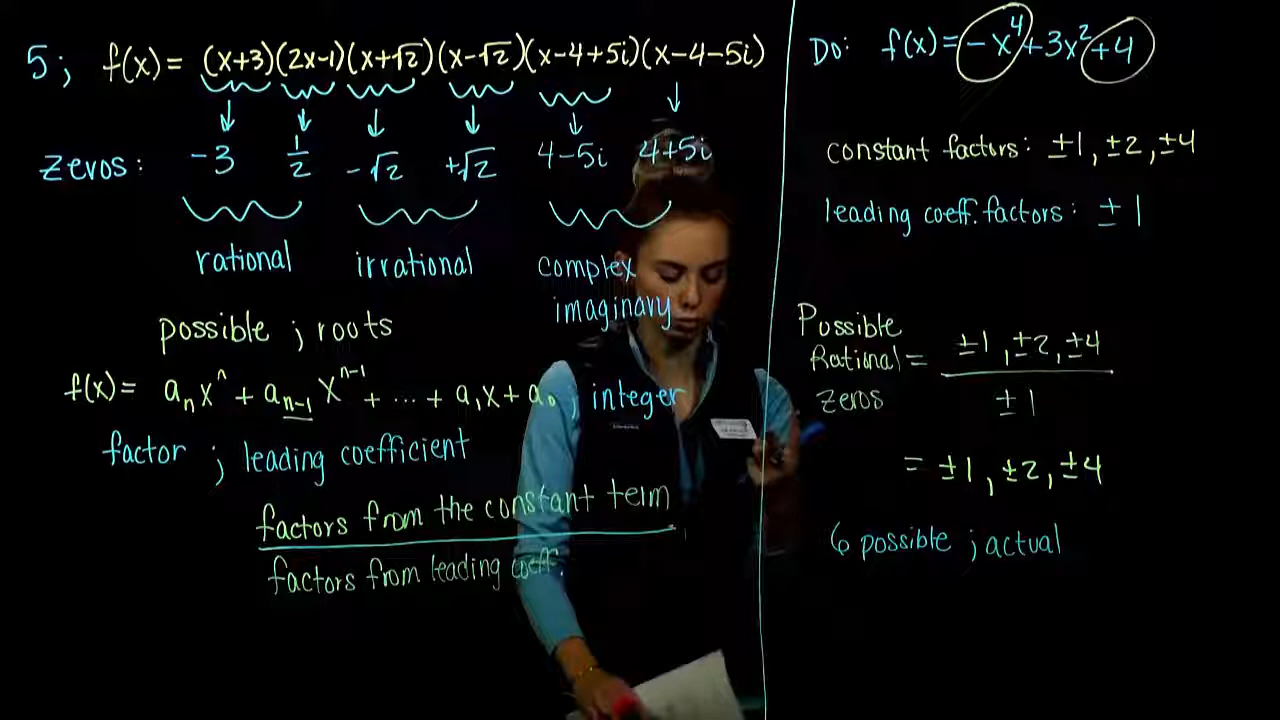 5; f(x) = (x+3)(2x-1)(x+√2)(x-√2)(x-4+5i)(x-4-5i)
zeros: -3 1/2 -√2 +√2 4-5i 4+5i
rational irrational complex
imaginary
possible ; roots
f(x) = aₙxⁿ + aₙ₋₁ xⁿ⁻¹ + ... + a₁x + a₀ ; integer
factor ; leading coefficient
factors from the constant term
factors from leading coeff.
Do: f(x) = -x⁴+3x²+4
constant factors: ±1, ±2, ±4
leading coeff. factors: ±1
Possible
Rational = ±1, ±2, ±4 / ±1
zeros
= ±1, ±2, ±4
6 possible ; actual